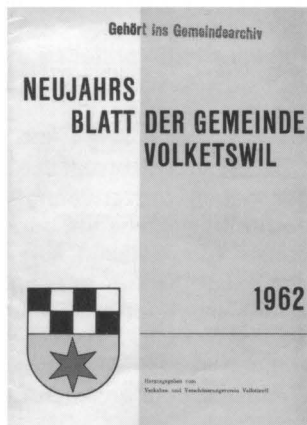 Gehört ins Gemeindearchiv
NEUJAHRS
BLATT DER GEMEINDE
VOLKETSWIL
1962
Herausgegeben vom
Verkehrs- und Verschönerungsverein Volketswil